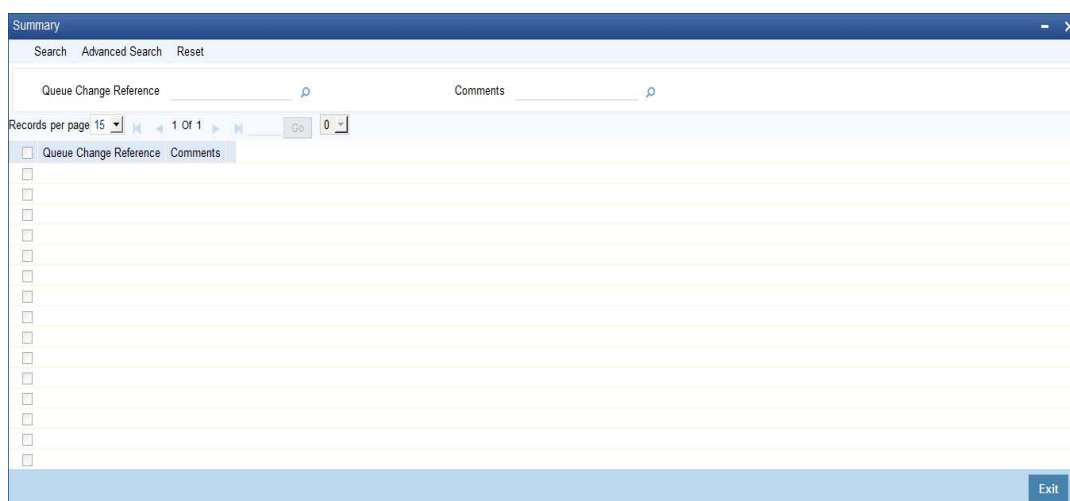 Summary
Search Advanced Search Reset
Queue Change Reference Comments
Records per page 15 1 Of 1 Go 0
Queue Change Reference Comments
Exit